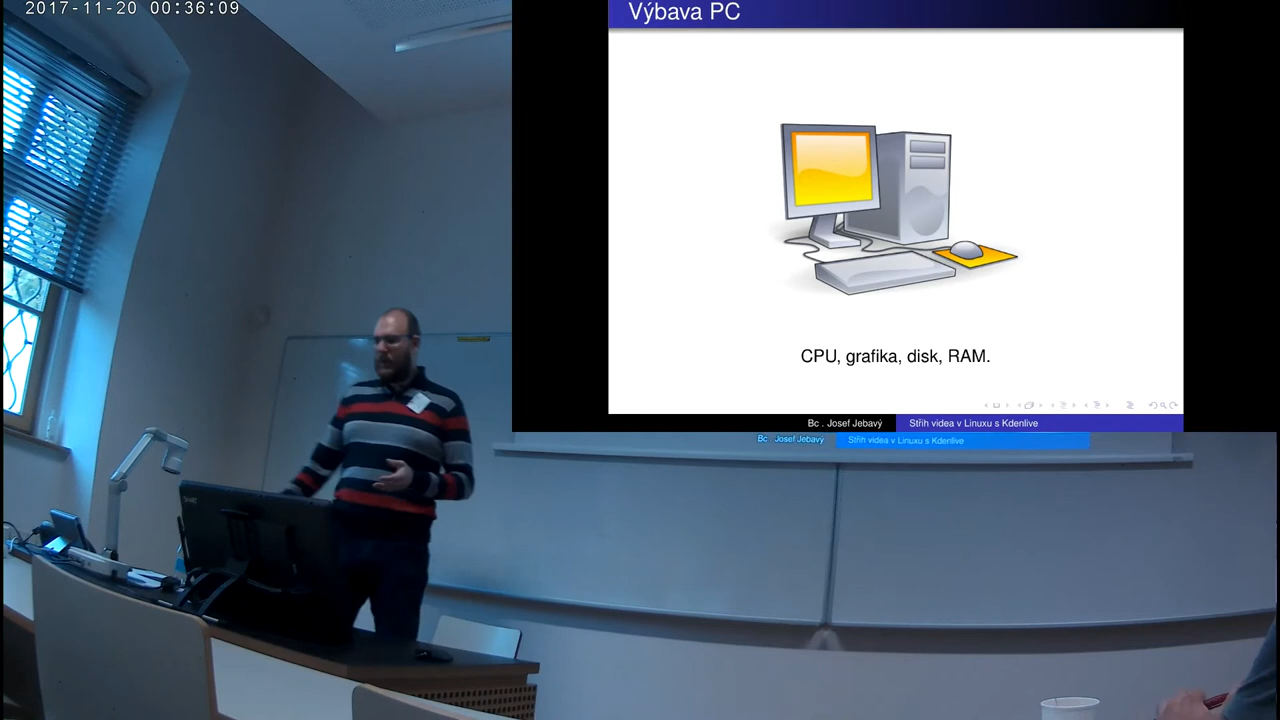 2017-11-20 00:36:09
Výbava PC
CPU, grafika, disk, RAM.
Bc . Josef Jebavý
Střih videa v Linuxu s Kdenlive
Bc . Josef Jebavý
Střih videa v Linuxu s Kdenlive